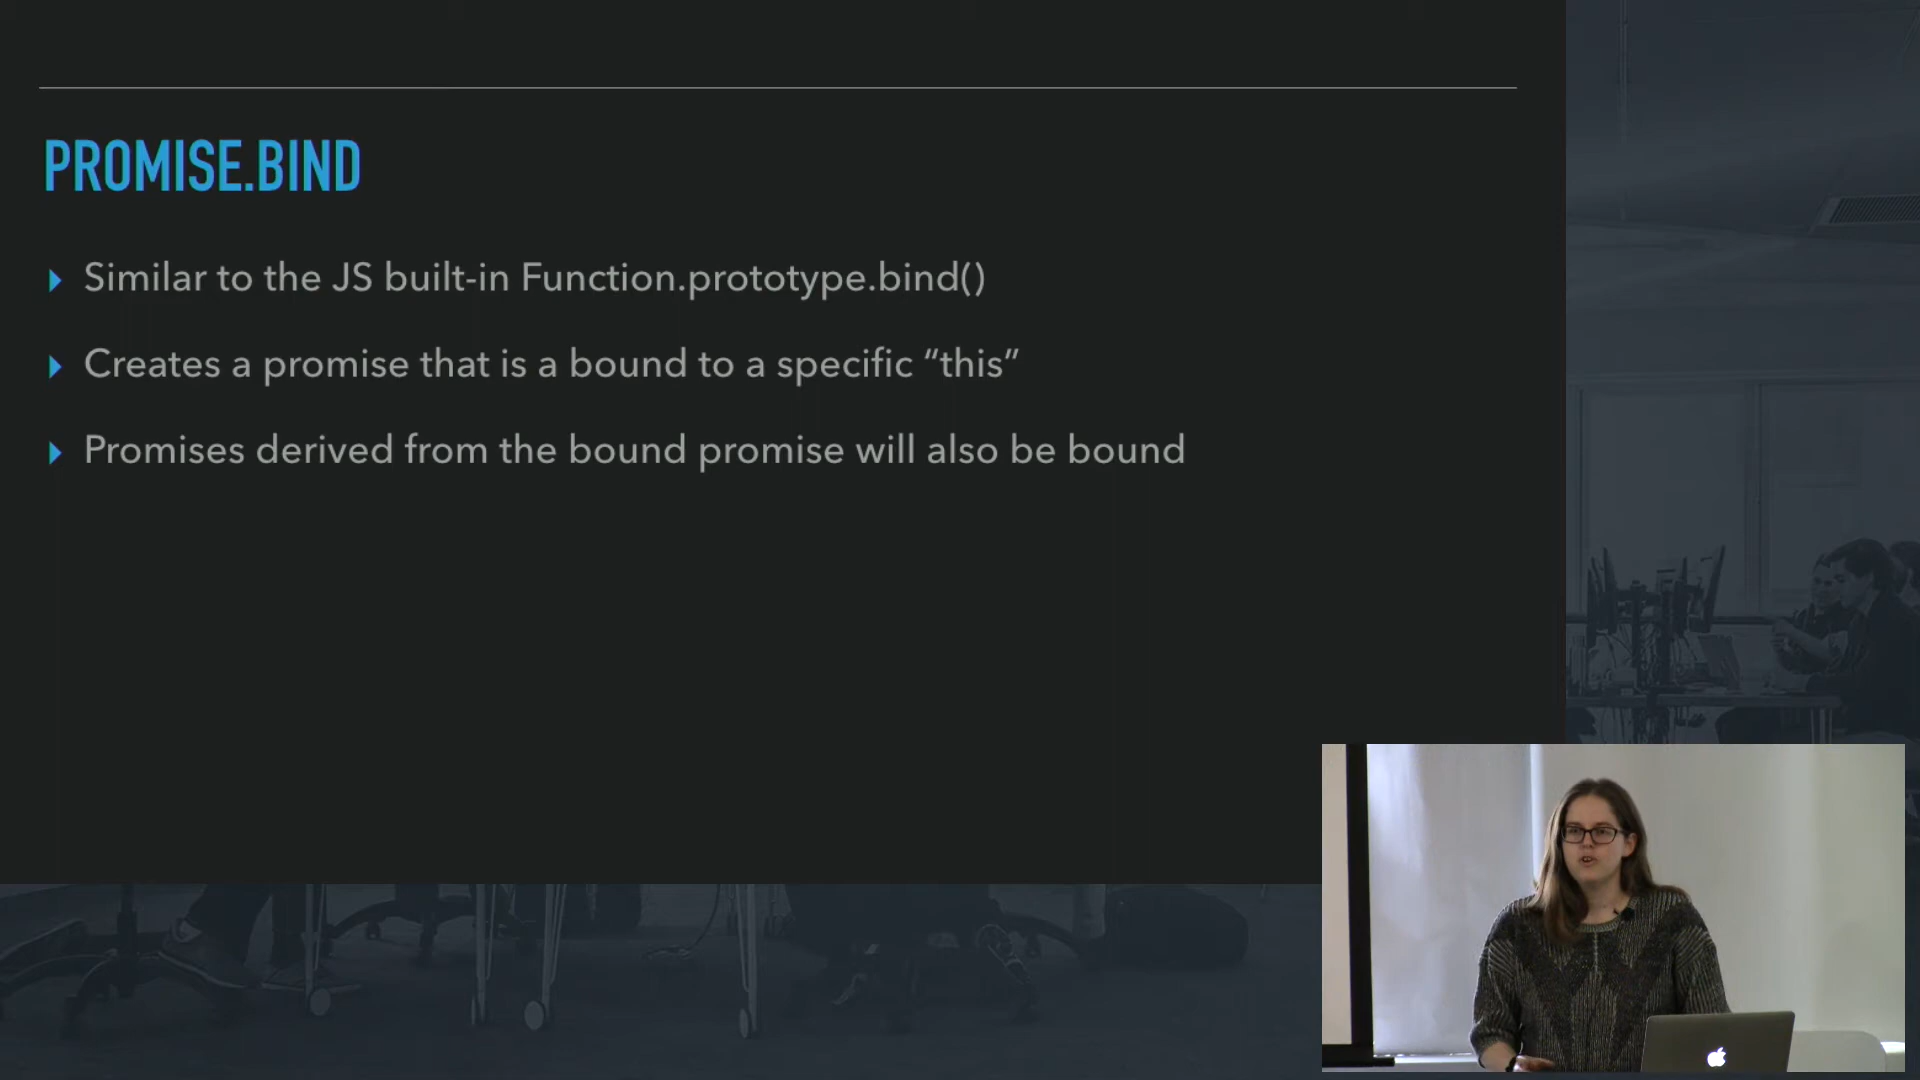 PROMISE.BIND
Similar to the JS built-in Function.prototype.bind()
Creates a promise that is a bound to a specific “this”
Promises derived from the bound promise will also be bound